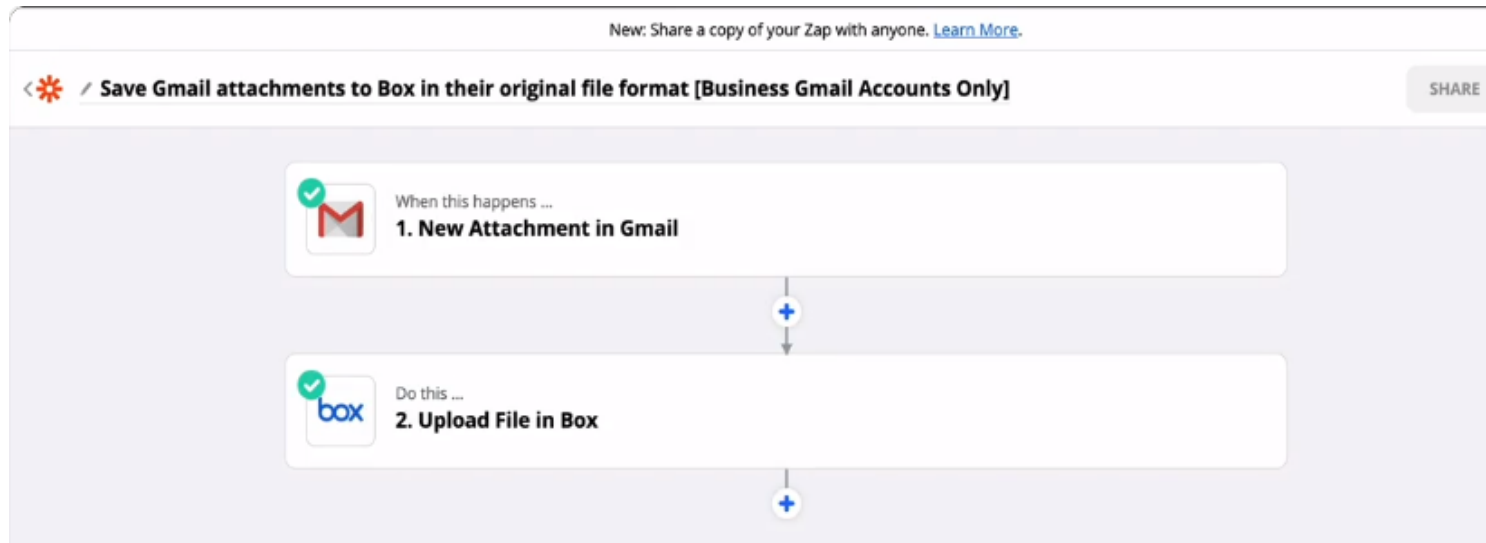 New: Share a copy of your Zap with anyone. Learn More.
Save Gmail attachments to Box in their original file format [Business Gmail Accounts Only]
SHARE
When this happens ...
1. New Attachment in Gmail
Do this ...
box
2. Upload File in Box